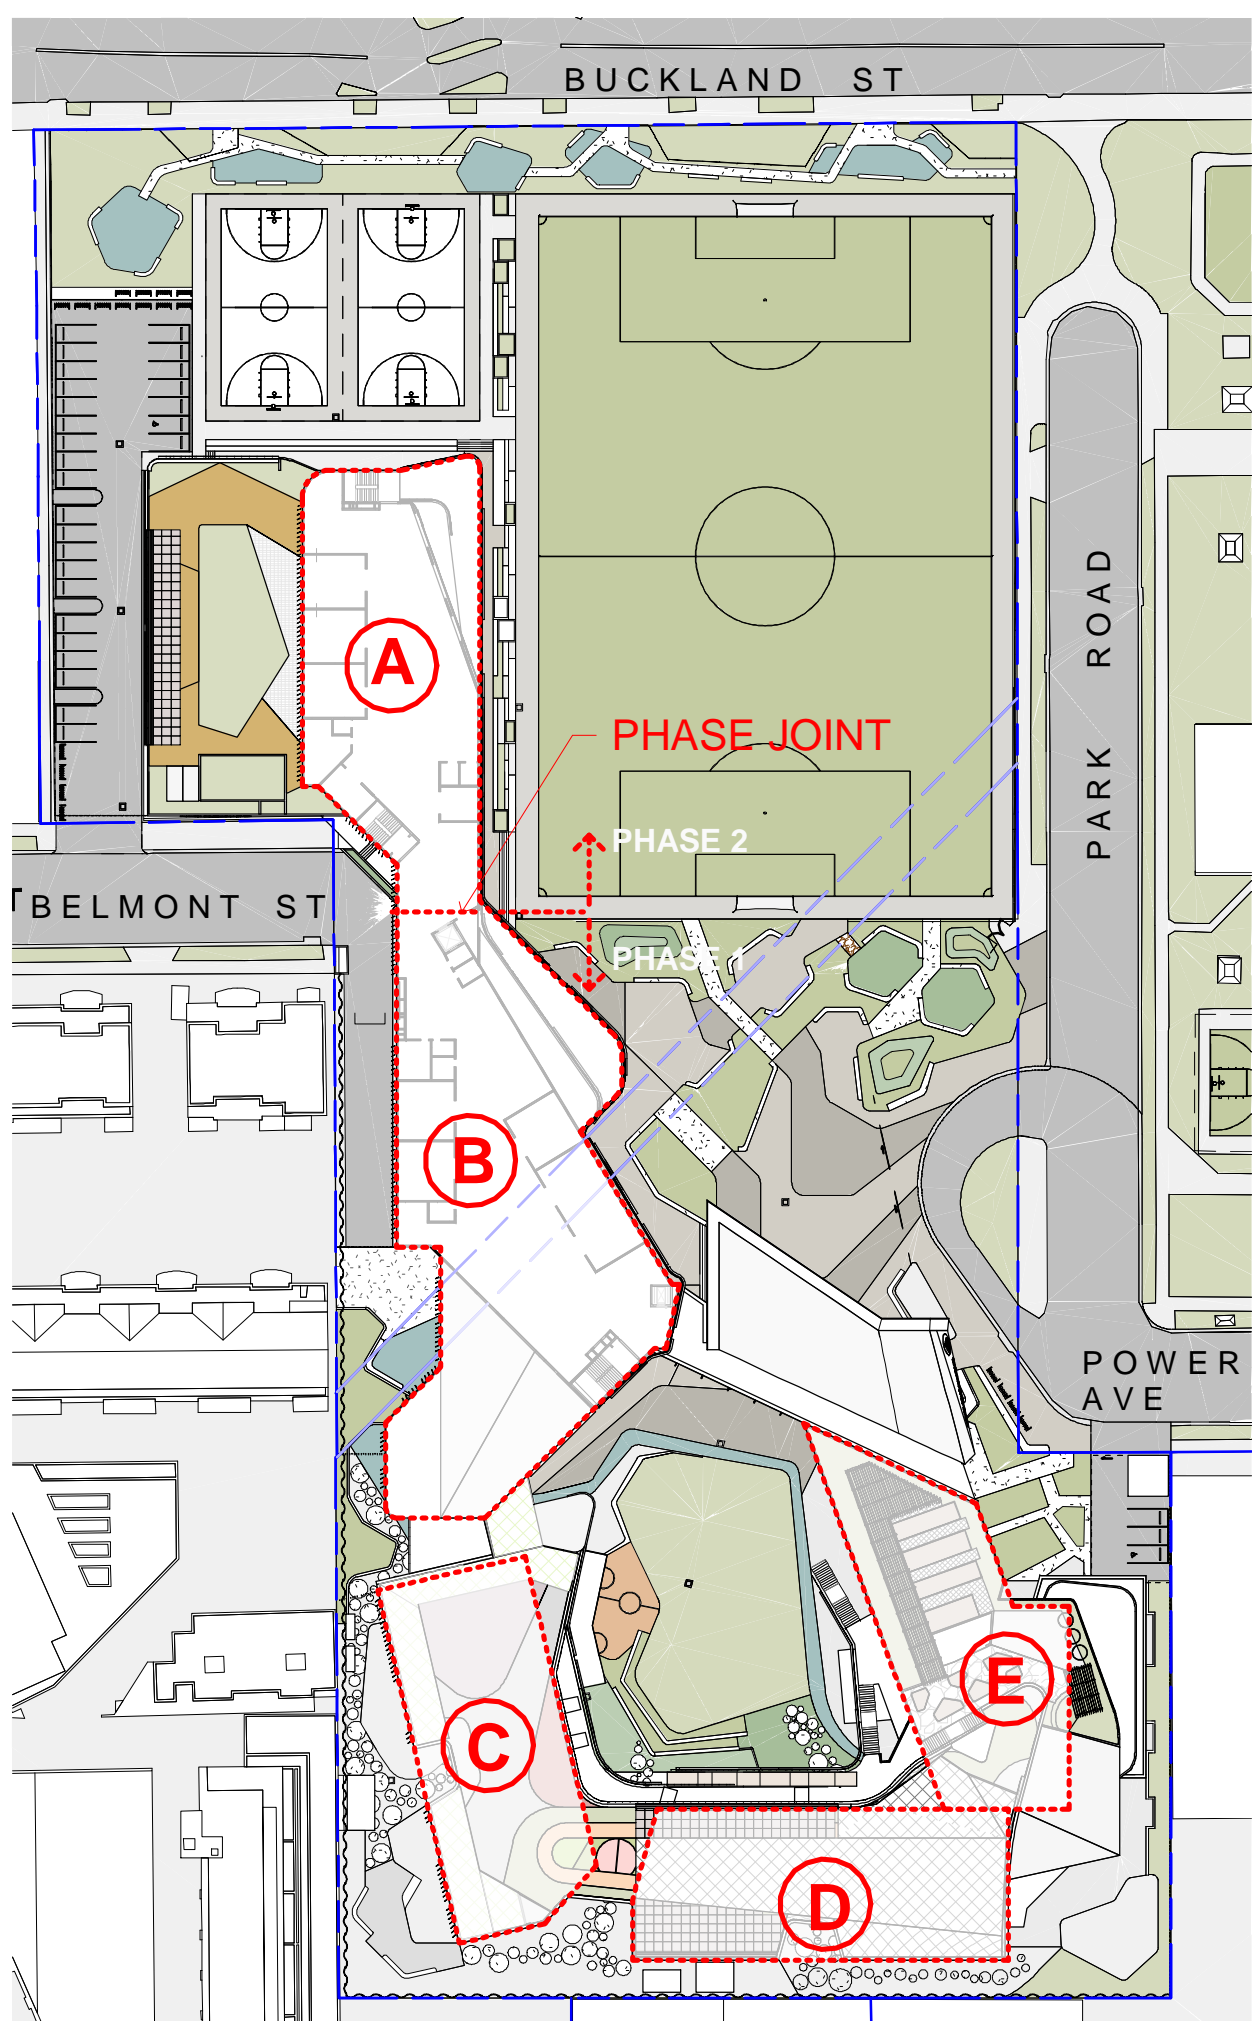 BUCKLAND ST
A
PHASE JOINT
PARK ROAD
PHASE 2
BELMONT ST
PHASE 1
B
POWER
AVE
E
C
D